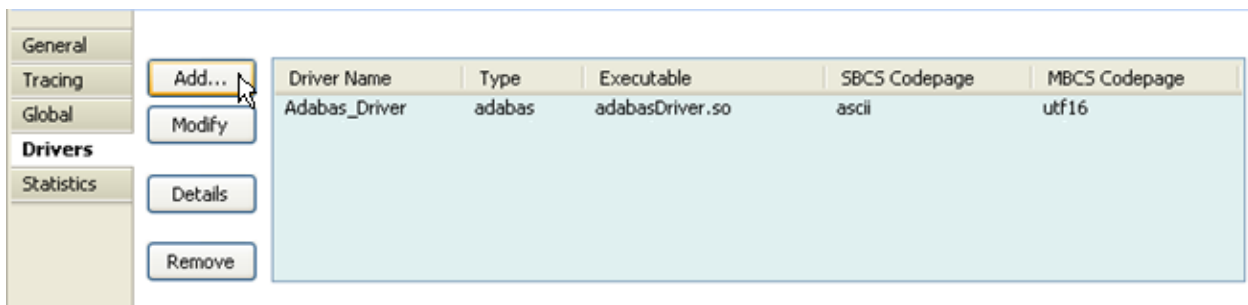 General
Tracing
Global
Drivers
Statistics
Add...
Modify
Details
Remove
Driver Name Type Executable SBCS Codepage MBCS Codepage
Adabas_Driver adabas adabasDriver.so ascii utf16